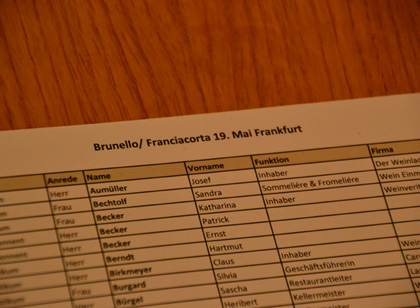 Brunello/ Franciacorta 19. Mai Frankfurt
Anrede Name Vorname Funktion Firma
Herr Aumüller Josef Inhaber Der Weinlad
Frau Bechtolf Sandra Sommelière & Fromelière Wein Einm
Frau Becker Katharina Inhaber Weinverl
Herr Becker Patrick
Herr Becker Ernst
Herr Berndt Hartmut
Herr Birkmeyer Claus Inhaber
Frau Burgard Silvia Geschäftsführerin
Herr Bürgel Sascha Restaurantleiter
Heribert Kellermeister